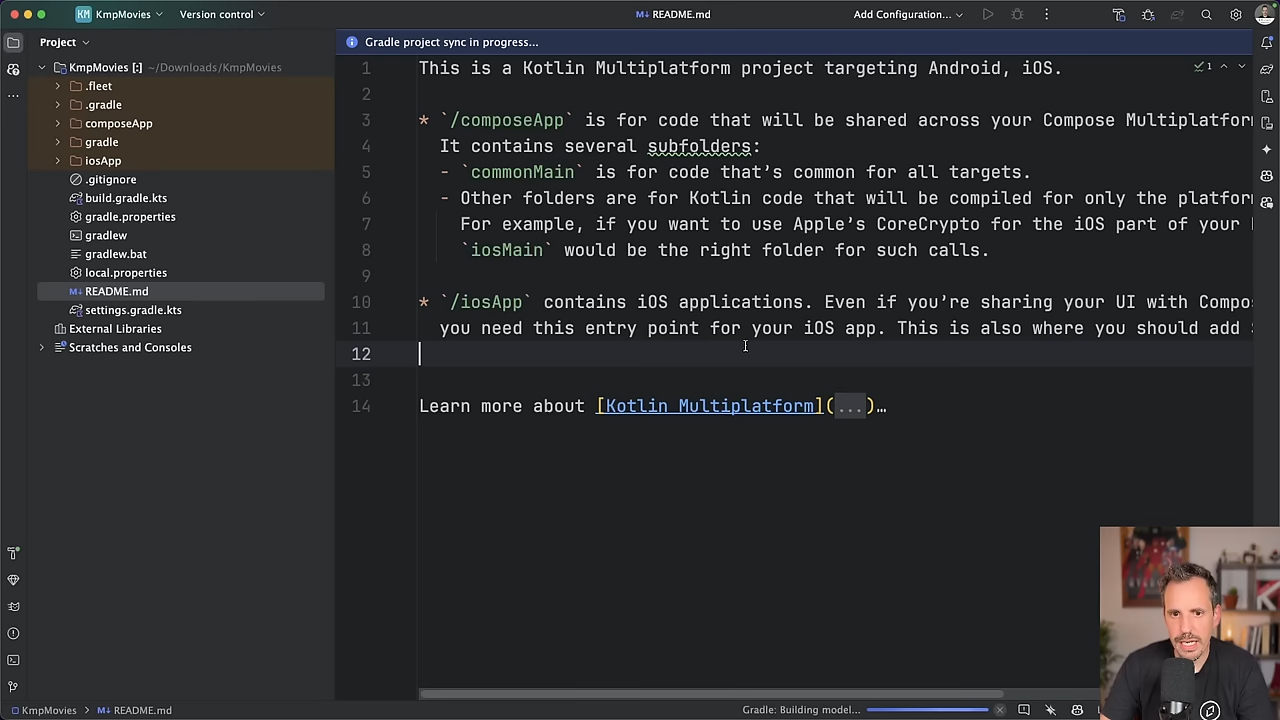 KM KmpMovies Version control README.md Add Configuration...
Project
Gradle project sync in progress...
KmpMovies [:] ~/Downloads/KmpMovies
.fleet
.gradle
composeApp
gradle
iosApp
.gitignore
build.gradle.kts
gradle.properties
gradlew
gradlew.bat
local.properties
README.md
settings.gradle.kts
External Libraries
Scratches and Consoles
1
1 This is a Kotlin Multiplatform project targeting Android, iOS.
2
3 * `/composeApp` is for code that will be shared across your Compose Multiplatform
4 It contains several subfolders:
5 - `commonMain` is for code that's common for all targets.
6 - Other folders are for Kotlin code that will be compiled for only the platfor
7 For example, if you want to use Apple's CoreCrypto for the iOS part of your
8 `iosMain` would be the right folder for such calls.
9
10 * `/iosApp` contains iOS applications. Even if you're sharing your UI with Compo
11 you need this entry point for your iOS app. This is also where you should add
12
13
14 Learn more about [Kotlin Multiplatform](...)…
KmpMovies > README.md
Gradle: Building model...